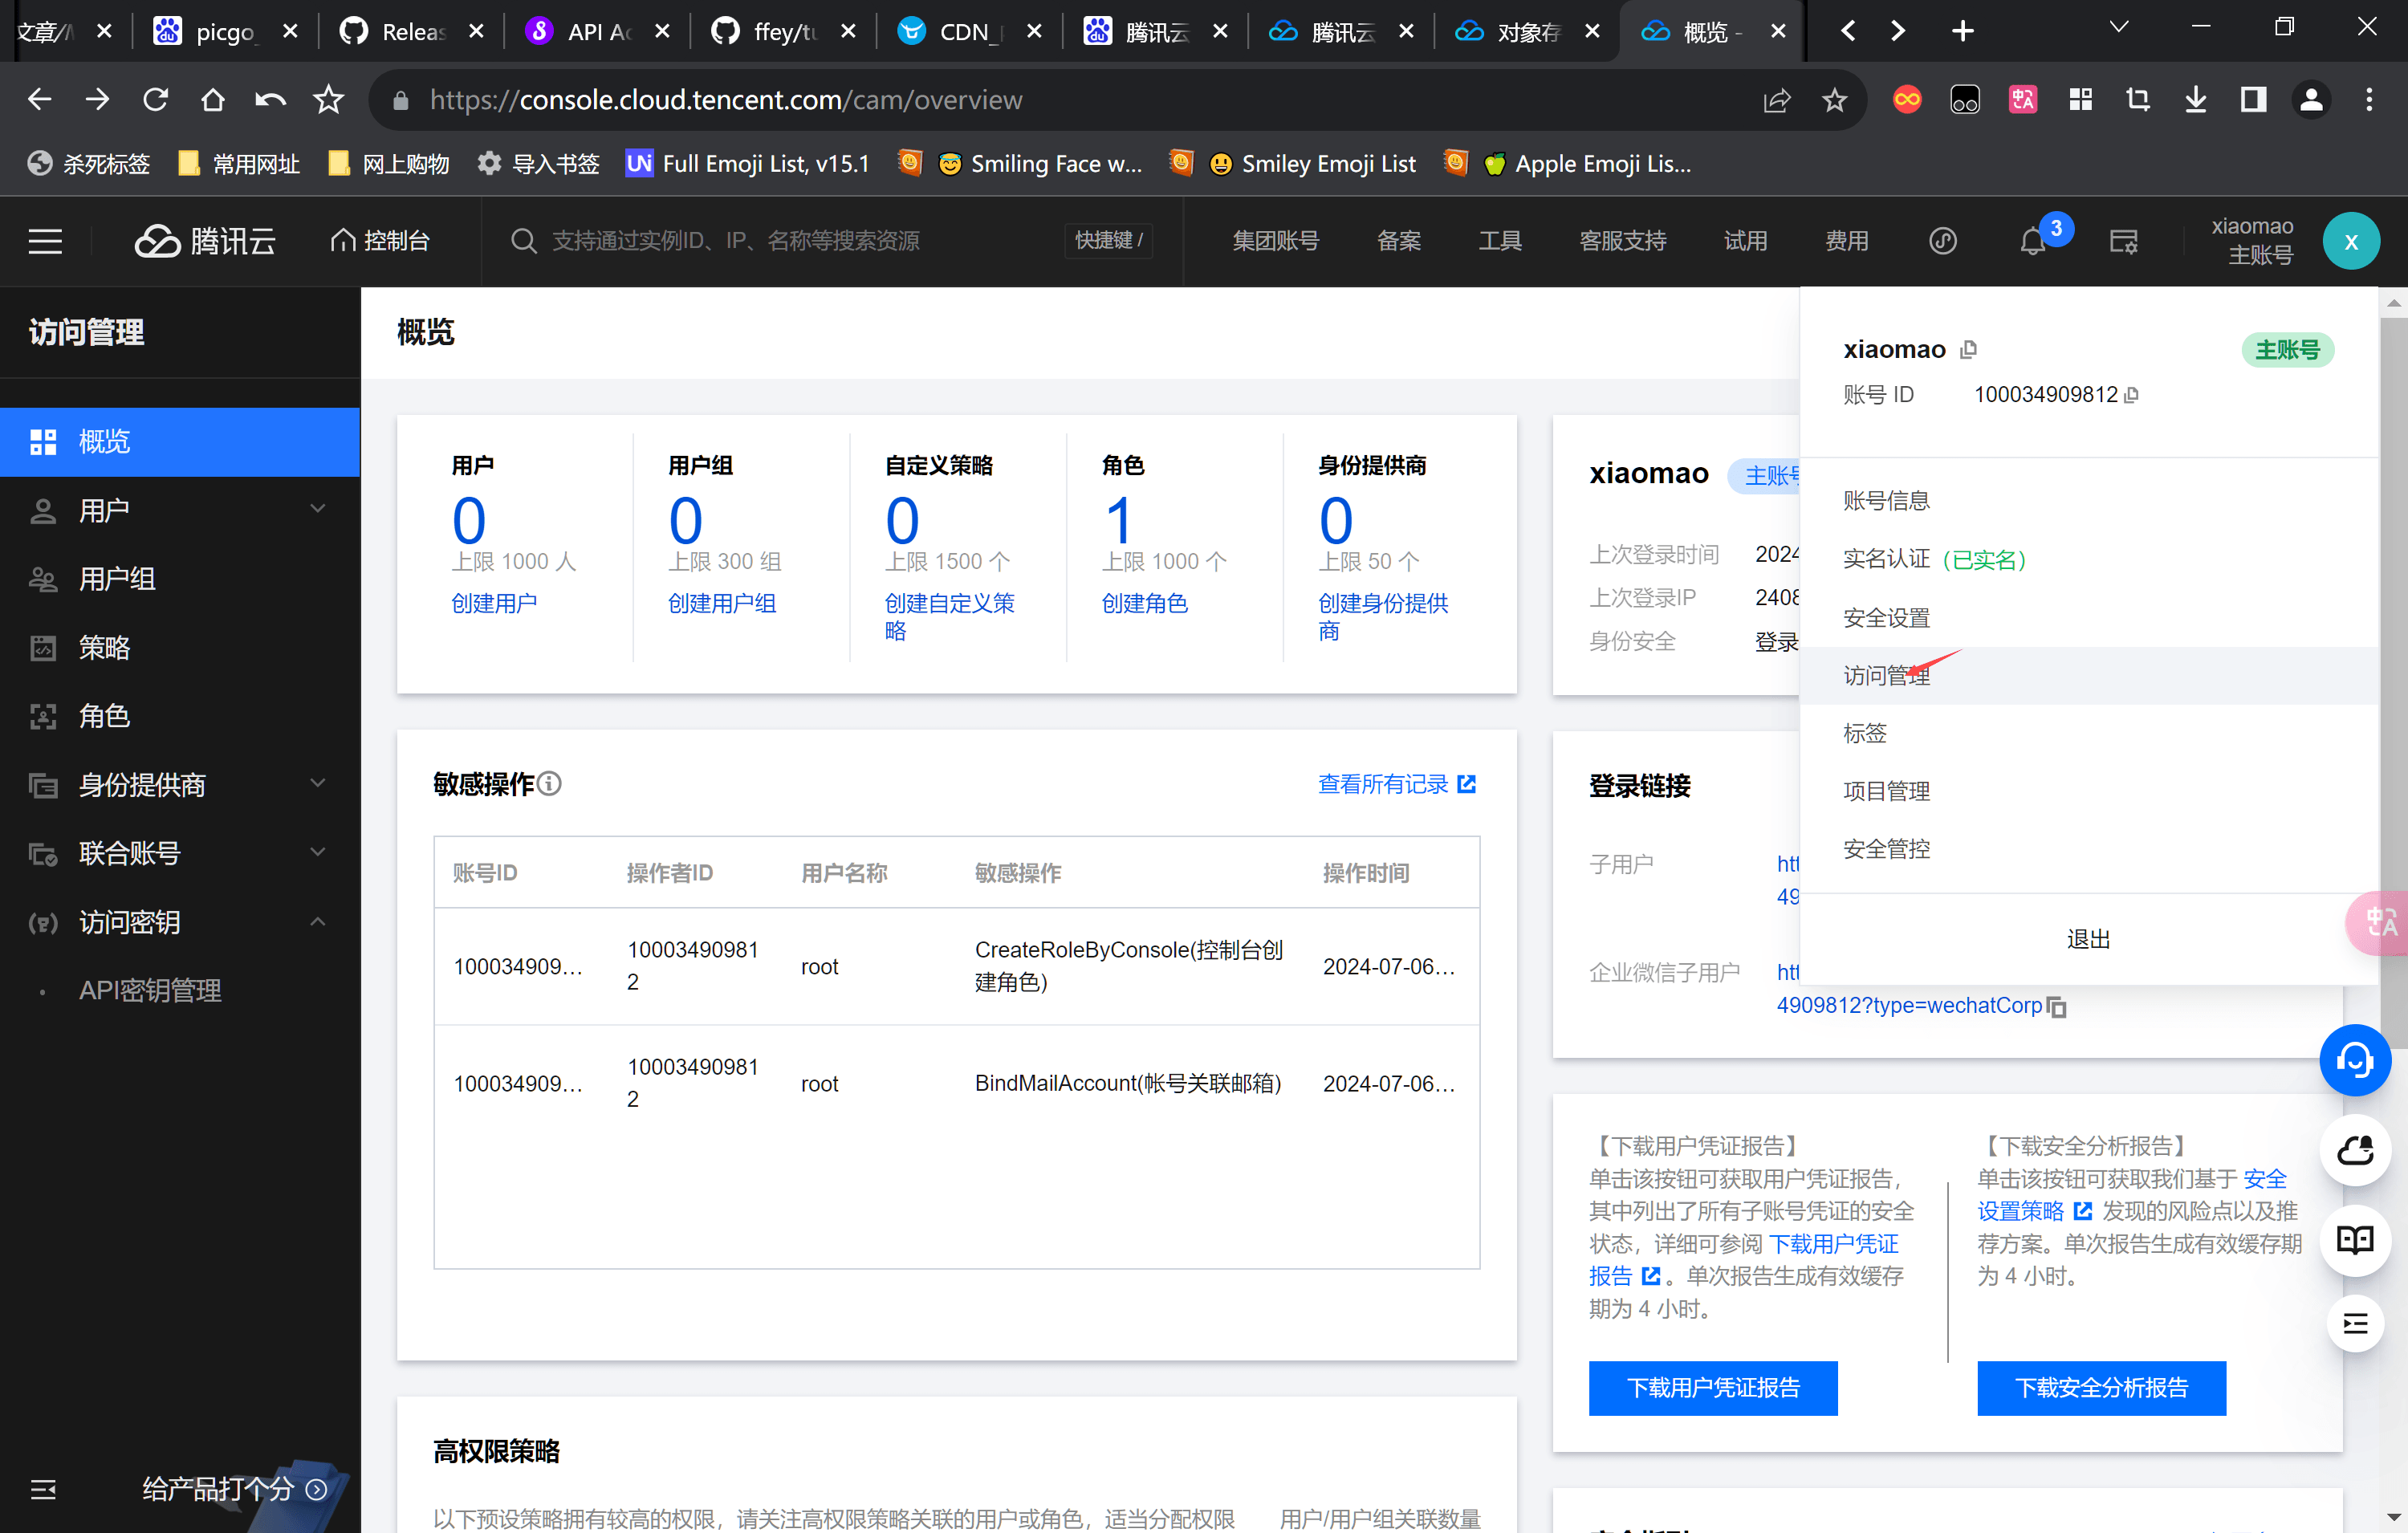 文章/
picgo_
Releas
API Ac
ffey/tu
CDN_
腾讯云
腾讯云
对象存
概览 -
https://console.cloud.tencent.com/cam/overview
杀死标签
常用网址
网上购物
导入书签
UNi
Full Emoji List, v15.1
Smiling Face w...
Smiley Emoji List
Apple Emoji Lis...
腾讯云
控制台
支持通过实例ID、IP、名称等搜索资源
快捷键 /
集团账号
备案
工具
客服支持
试用
费用
3
xiaomao
主账号
x
访问管理
概览
用户
用户组
策略
角色
身份提供商
联合账号
访问密钥
API密钥管理
给产品打个分
概览
用户
0
上限 1000 人
创建用户
用户组
0
上限 300 组
创建用户组
自定义策略
0
上限 1500 个
创建自定义策
略
角色
1
上限 1000 个
创建角色
身份提供商
0
上限 50 个
创建身份提供
商
敏感操作
查看所有记录
账号ID 操作者ID 用户名称 敏感操作 操作时间
100034909... 10003490981
2 root CreateRoleByConsole(控制台创
建角色) 2024-07-06...
100034909... 10003490981
2 root BindMailAccount(帐号关联邮箱) 2024-07-06...
高权限策略
以下预设策略拥有较高的权限，请关注高权限策略关联的用户或角色，适当分配权限
用户/用户组关联数量
xiaomao 主账号
上次登录时间 2024
上次登录IP 2408
身份安全 登录
登录链接
子用户 htt
49
企业微信子用户 htt
4909812?type=wechatCorp
【下载用户凭证报告】
单击该按钮可获取用户凭证报告，
其中列出了所有子账号凭证的安全
状态，详细可参阅 下载用户凭证
报告 。单次报告生成有效缓存
期为 4 小时。
下载用户凭证报告
【下载安全分析报告】
单击该按钮可获取我们基于 安全
设置策略 发现的风险点以及推
荐方案。单次报告生成有效缓存期
为 4 小时。
下载安全分析报告
xiaomao
主账号
账号 ID 100034909812
账号信息
实名认证（已实名）
安全设置
访问管理
标签
项目管理
安全管控
退出
中A